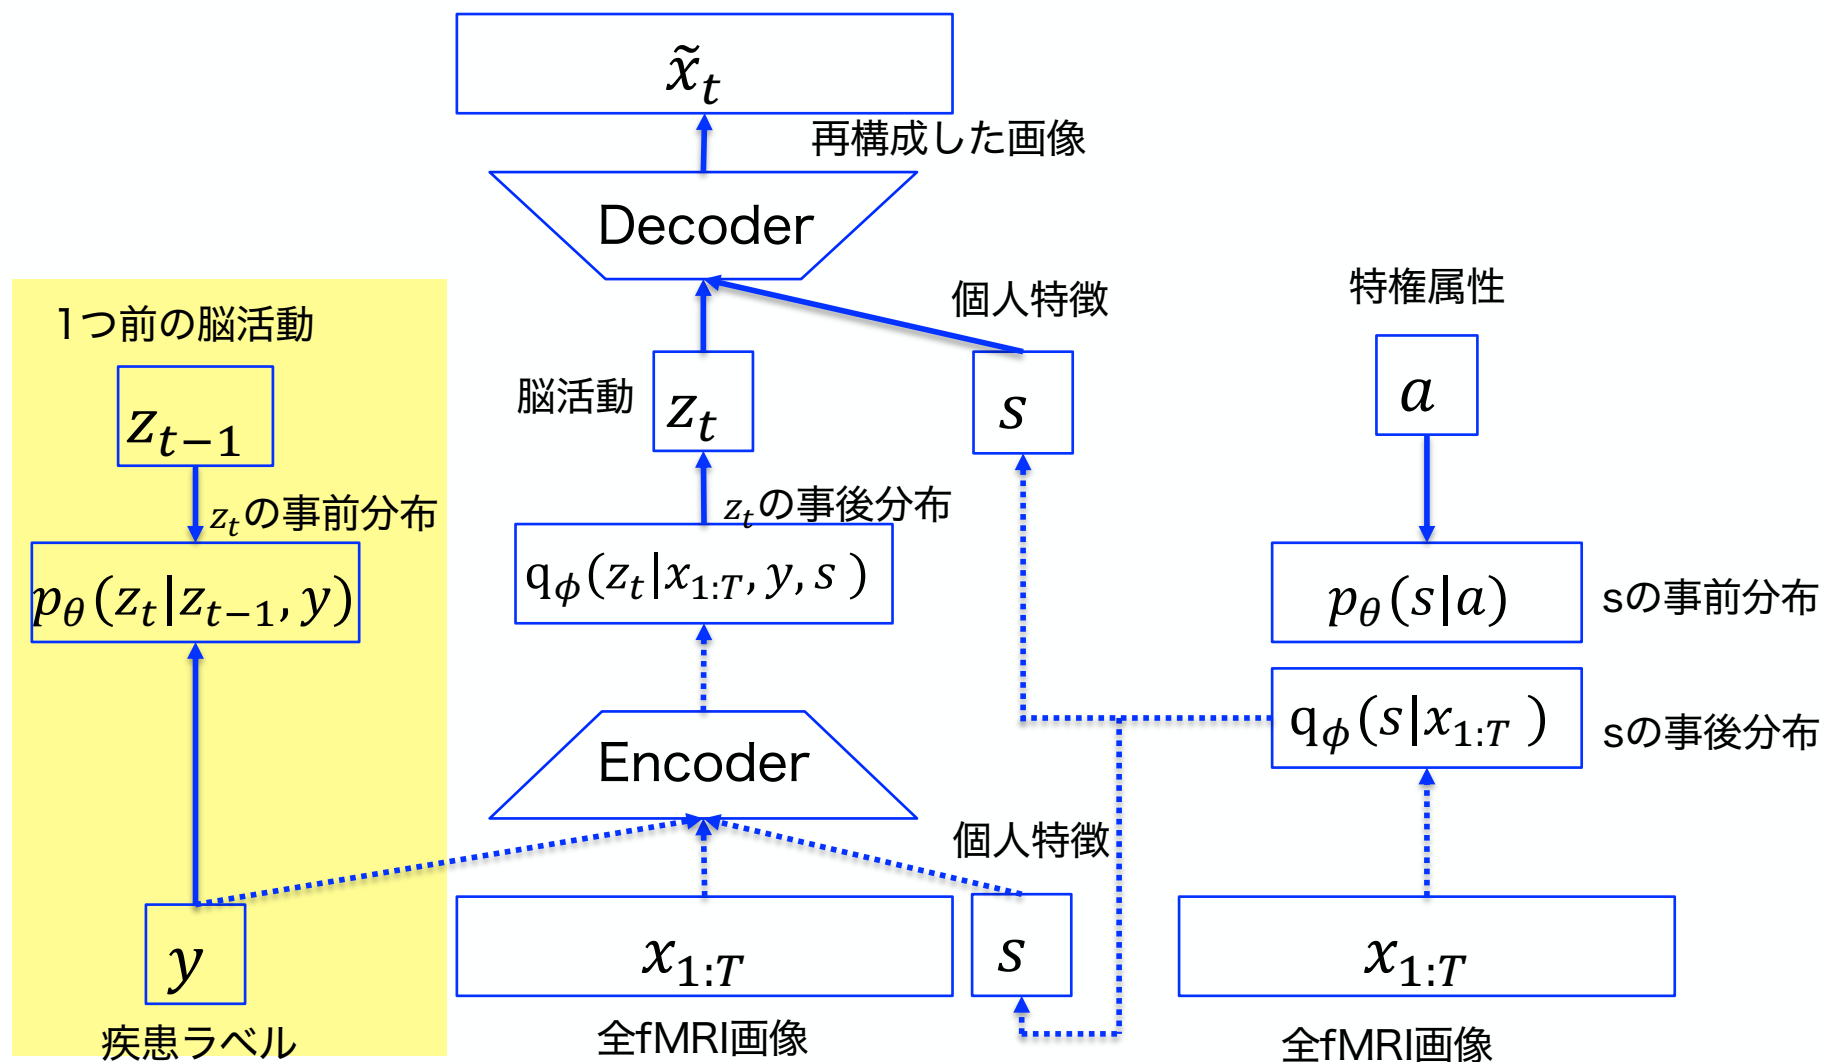 x̃_t
再構成した画像
Decoder
1つ前の脳活動
z_{t−1}
z_tの事前分布
p_θ(z_t|z_{t−1}, y)
y
疾患ラベル
脳活動
z_t
個人特徴
s
z_tの事後分布
q_ϕ(z_t|x_{1:T}, y, s )
Encoder
個人特徴
x_{1:T}
s
全fMRI画像
特権属性
a
p_θ(s|a)
sの事前分布
q_ϕ(s|x_{1:T} )
sの事後分布
x_{1:T}
全fMRI画像